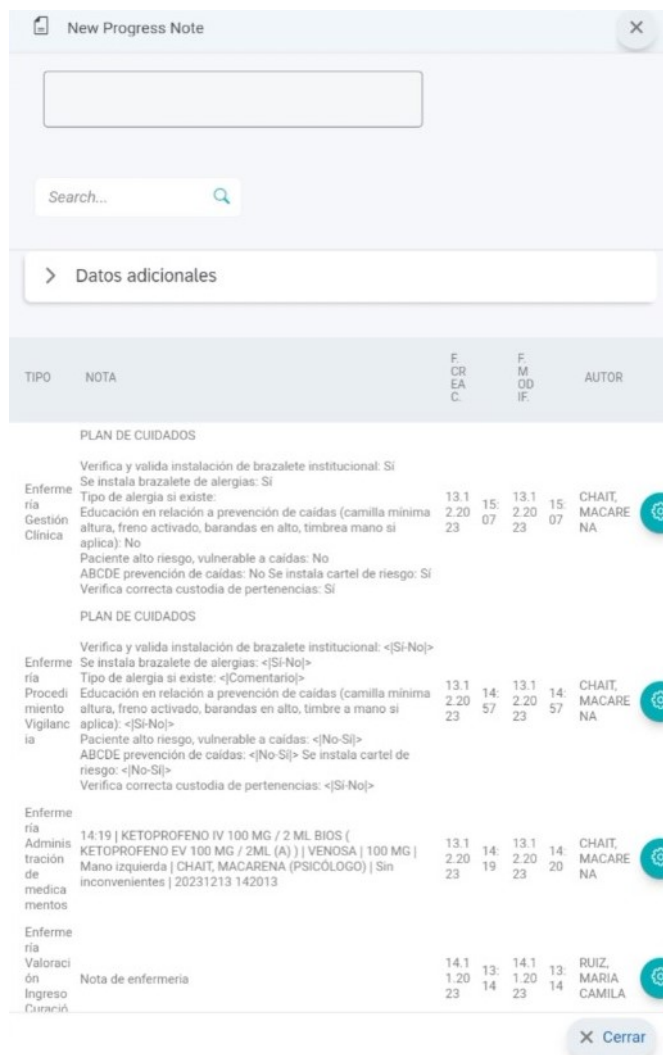 New Progress Note
Search...
Datos adicionales
TIPO NOTA F. CR EA C. F. M OD IF. AUTOR
PLAN DE CUIDADOS
Enferme
ría
Gestión
Clínica
Verifica y valida instalación de brazalete institucional: Sí
Se instala brazalete de alergias: Sí
Tipo de alergia si existe:
Educación en relación a prevención de caídas (camilla mínima
altura, freno activado, barandas en alto, timbrea mano si
aplica): No
Paciente alto riesgo, vulnerable a caídas: No
ABCDE prevención de caídas: No Se instala cartel de riesgo: Sí
Verifica correcta custodia de pertenencias: Sí
13.1
2.20
23
15:
07
13.1
2.20
23
15:
07
CHAIT,
MACARE
NA
PLAN DE CUIDADOS
Enferme
ría
Procedi
miento
Vigilanc
ia
Verifica y valida instalación de brazalete institucional: <|Sí-No|>
Se instala brazalete de alergias: <|Sí-No|>
Tipo de alergia si existe: <|Comentario|>
Educación en relación a prevención de caídas (camilla mínima
altura, freno activado, barandas en alto, timbre a mano si
aplica): <|Sí-No|>
Paciente alto riesgo, vulnerable a caídas: <|No-Sí|>
ABCDE prevención de caídas: <|No-Sí|> Se instala cartel de
riesgo: <|No-Sí|>
Verifica correcta custodia de pertenencias: <|Sí-No|>
13.1
2.20
23
14:
57
13.1
2.20
23
14:
57
CHAIT,
MACARE
NA
Enferme
ría
Adminis
tración
de
medica
mentos
14:19 | KETOPROFENO IV 100 MG / 2 ML BIOS (
KETOPROFENO EV 100 MG / 2ML (A) ) | VENOSA | 100 MG |
Mano izquierda | CHAIT, MACARENA (PSICÓLOGO) | Sin
inconvenientes | 20231213 142013
13.1
2.20
23
14:
19
13.1
2.20
23
14:
20
CHAIT,
MACARE
NA
Enferme
ría
Valoraci
ón
Ingreso
Curació
Nota de enfermeria
14.1
1.20
23
13:
14
14.1
1.20
23
13:
14
RUIZ,
MARIA
CAMILA
Cerrar